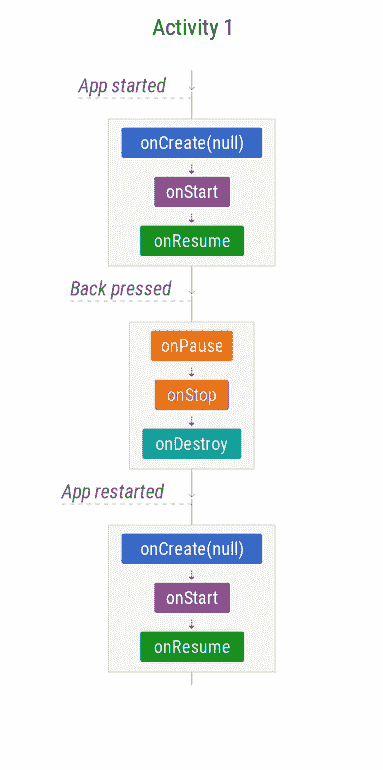 Activity 1
App started
onCreate(null)
onStart
onResume
Back pressed
onPause
onStop
onDestroy
App restarted
onCreate(null)
onStart
onResume